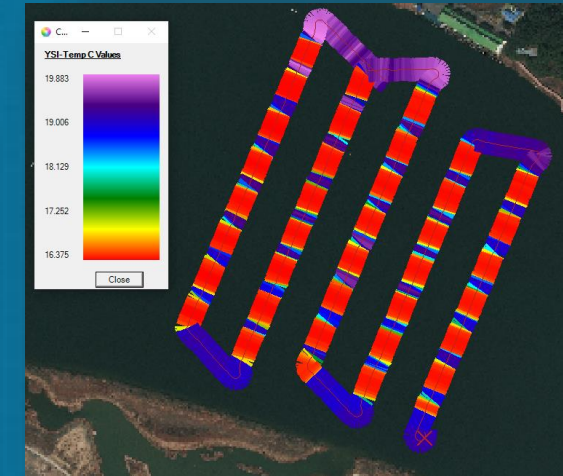 C...
YSI-Temp C Values
19.883
19.006
18.129
17.252
16.375
Close